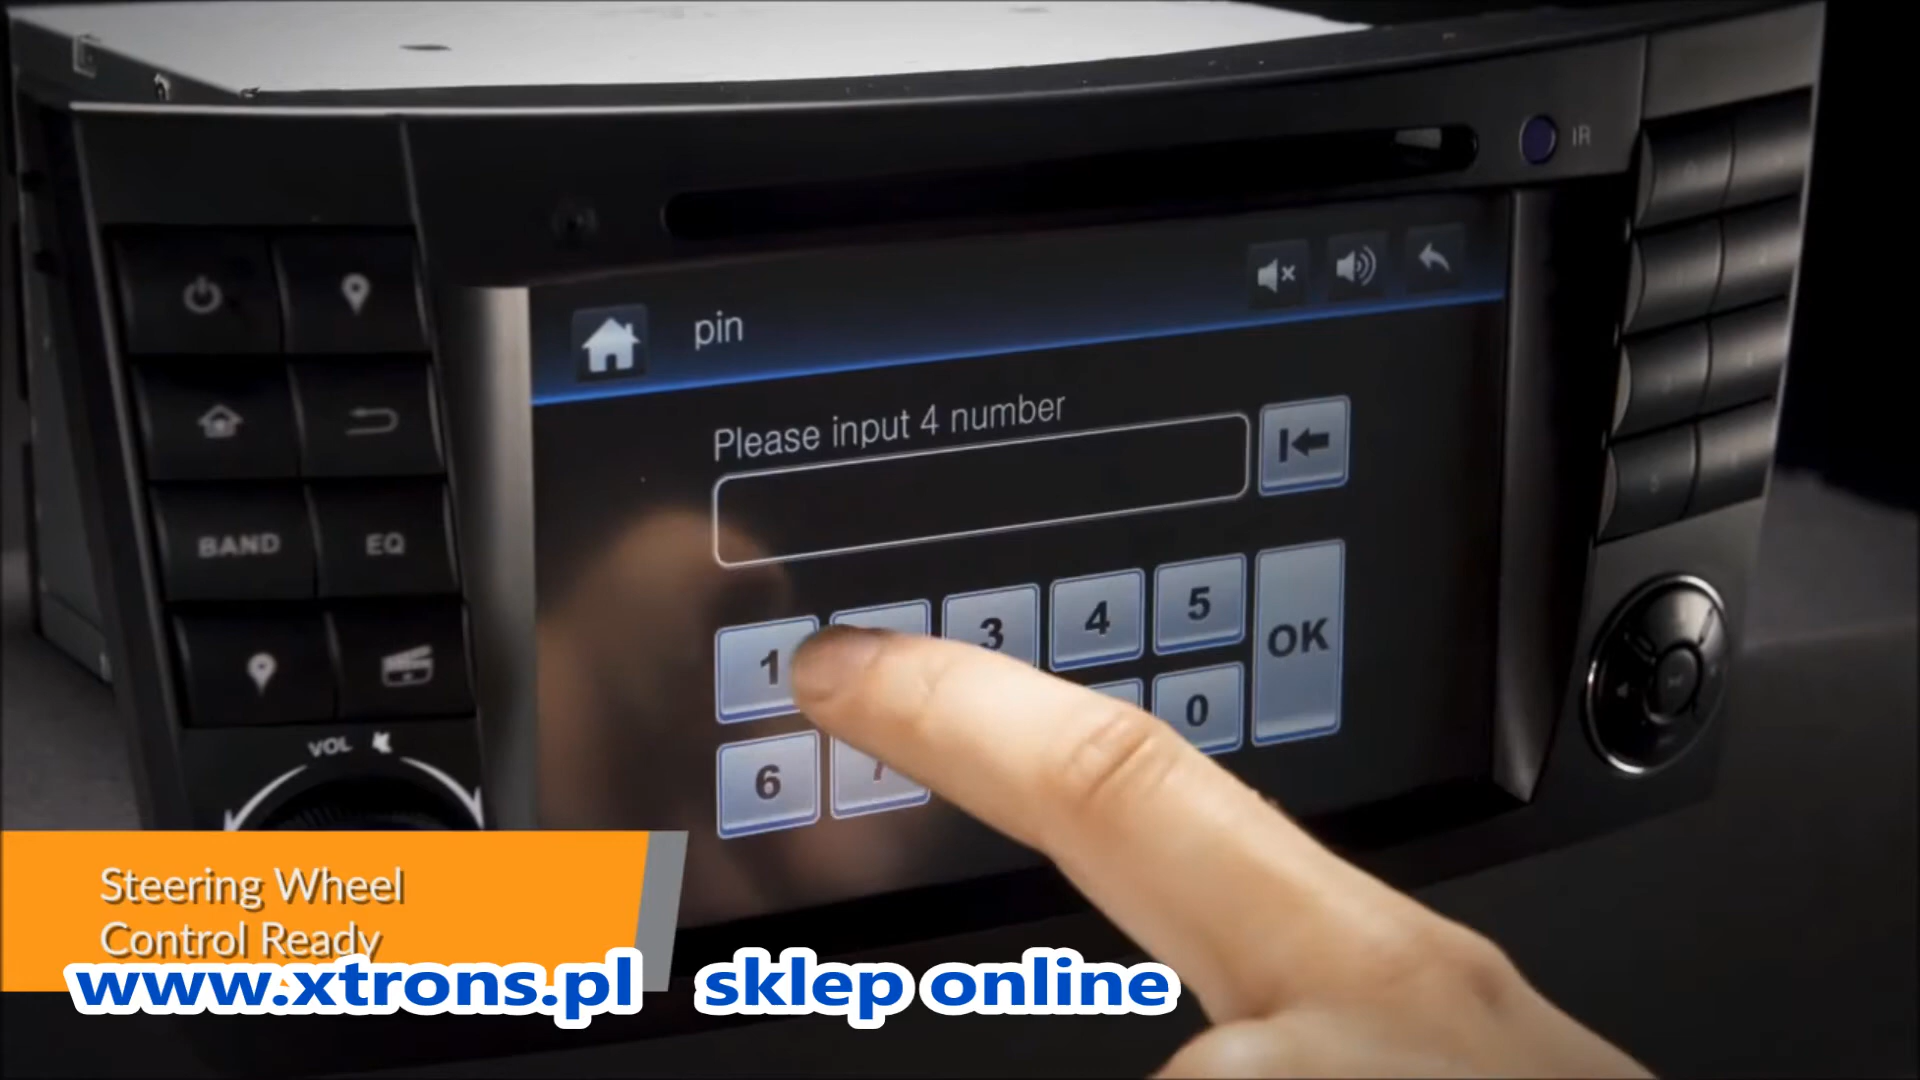 IR
pin
Please input 4 number
1 3 4 5 OK
6 7 0
BAND EQ
VOL
Steering Wheel
Control Ready
www.xtrons.pl sklep online